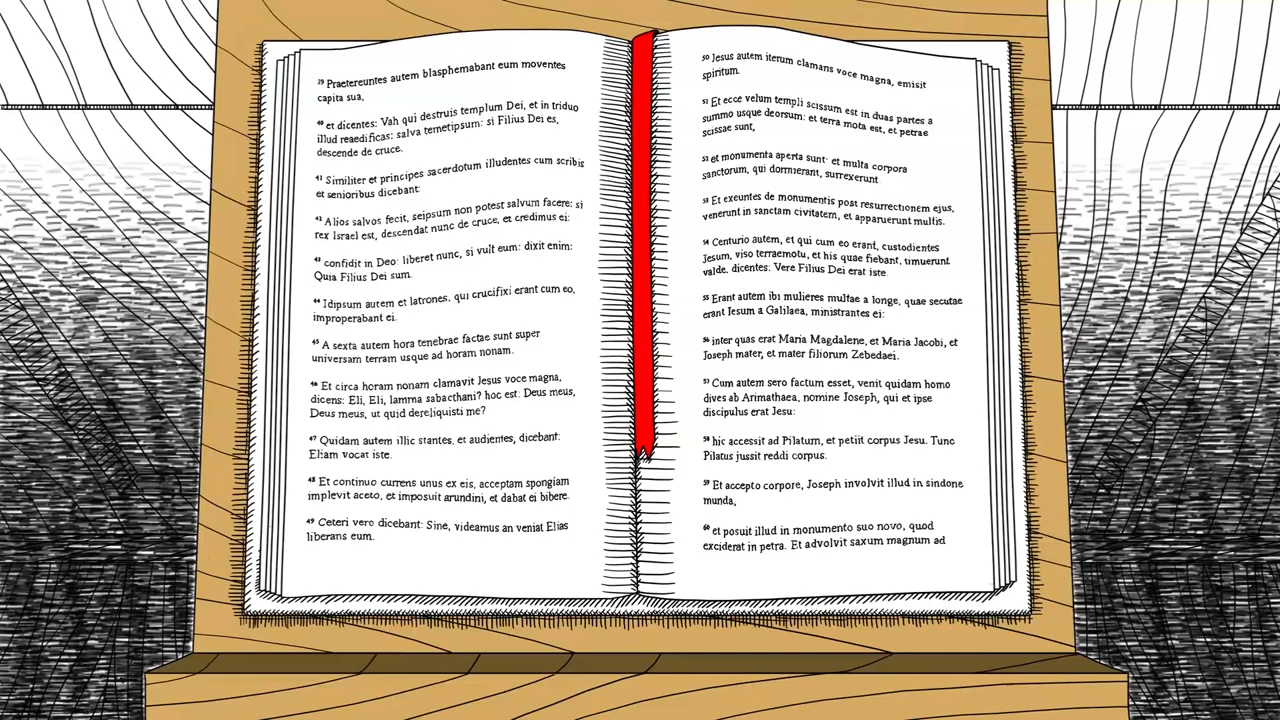 39 Praetereuntes autem blasphemabant eum moventes
capita sua,
40 et dicentes: Vah qui destruis templum Dei, et in triduo
illud reaedificas: salva temetipsum: si Filius Dei es,
descende de cruce.
41 Similiter et principes sacerdotum illudentes cum scribis
et senioribus dicebant:
42 Alios salvos fecit, seipsum non potest salvum facere: si
rex Israel est, descendat nunc de cruce, et credimus ei:
43 confidit in Deo: liberet nunc, si vult eum: dixit enim:
Quia Filius Dei sum.
44 Idipsum autem et latrones, qui crucifixi erant cum eo,
improperabant ei.
45 A sexta autem hora tenebrae factae sunt super
universam terram usque ad horam nonam.
46 Et circa horam nonam clamavit Jesus voce magna,
dicens: Eli, Eli, lamma sabacthani? hoc est: Deus meus,
Deus meus, ut quid dereliquisti me?
47 Quidam autem illic stantes, et audientes, dicebant:
Eliam vocat iste.
48 Et continuo currens unus ex eis, acceptam spongiam
implevit aceto, et imposuit arundini, et dabat ei bibere.
49 Ceteri vero dicebant: Sine, videamus an veniat Elias
liberans eum.
50 Jesus autem iterum clamans voce magna, emisit
spiritum.
51 Et ecce velum templi scissum est in duas partes a
summo usque deorsum: et terra mota est, et petrae
scissae sunt,
52 et monumenta aperta sunt: et multa corpora
sanctorum, qui dormierant, surrexerunt
53 Et exeuntes de monumentis post resurrectionem ejus,
venerunt in sanctam civitatem, et apparuerunt multis.
54 Centurio autem, et qui cum eo erant, custodientes
Jesum, viso terraemotu, et his quae fiebant, timuerunt
valde, dicentes: Vere Filius Dei erat iste
55 Erant autem ibi mulieres multae a longe, quae secutae
erant Jesum a Galilaea, ministrantes ei:
56 inter quas erat Maria Magdalene, et Maria Jacobi, et
Joseph mater, et mater filiorum Zebedaei.
57 Cum autem sero factum esset, venit quidam homo
dives ab Arimathaea, nomine Joseph, qui et ipse
discipulus erat Jesu:
58 hic accessit ad Pilatum, et petiit corpus Jesu. Tunc
Pilatus jussit reddi corpus.
59 Et accepto corpore, Joseph involvit illud in sindone
munda,
60 et posuit illud in monumento suo novo, quod
exciderat in petra. Et advolvit saxum magnum ad